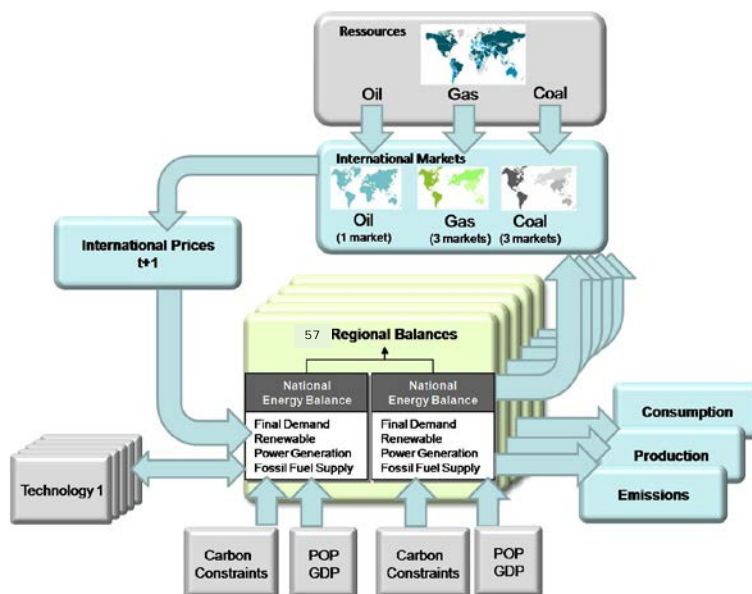 Ressources
Oil Gas Coal
International Markets
Oil Gas Coal
(1 market) (3 markets) (3 markets)
International Prices
t+1
57 Regional Balances
National National
Energy Balance Energy Balance
Final Demand Final Demand
Renewable Renewable
Power Generation Power Generation
Fossil Fuel Supply Fossil Fuel Supply
Consumption
Production
Emissions
Technology 1
Carbon POP Carbon POP
Constraints GDP Constraints GDP